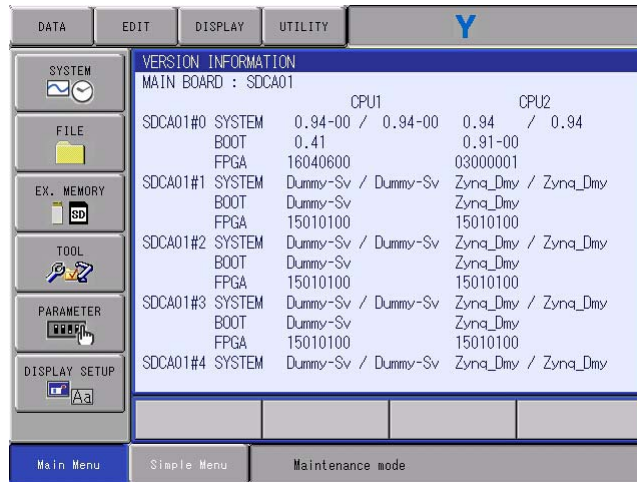 DATA EDIT DISPLAY UTILITY Y
SYSTEM
FILE
EX. MEMORY
SD
TOOL
PARAMETER
DISPLAY SETUP
Aa
VERSION INFORMATION
MAIN BOARD : SDCA01
CPU1 CPU2
SDCA01#0 SYSTEM 0.94-00 / 0.94-00 0.94 / 0.94
BOOT 0.41 0.91-00
FPGA 16040600 03000001
SDCA01#1 SYSTEM Dummy-Sv / Dummy-Sv Zynq_Dmy / Zynq_Dmy
BOOT Dummy-Sv Zynq_Dmy
FPGA 15010100 15010100
SDCA01#2 SYSTEM Dummy-Sv / Dummy-Sv Zynq_Dmy / Zynq_Dmy
BOOT Dummy-Sv Zynq_Dmy
FPGA 15010100 15010100
SDCA01#3 SYSTEM Dummy-Sv / Dummy-Sv Zynq_Dmy / Zynq_Dmy
BOOT Dummy-Sv Zynq_Dmy
FPGA 15010100 15010100
SDCA01#4 SYSTEM Dummy-Sv / Dummy-Sv Zynq_Dmy / Zynq_Dmy
Main Menu Simple Menu Maintenance mode